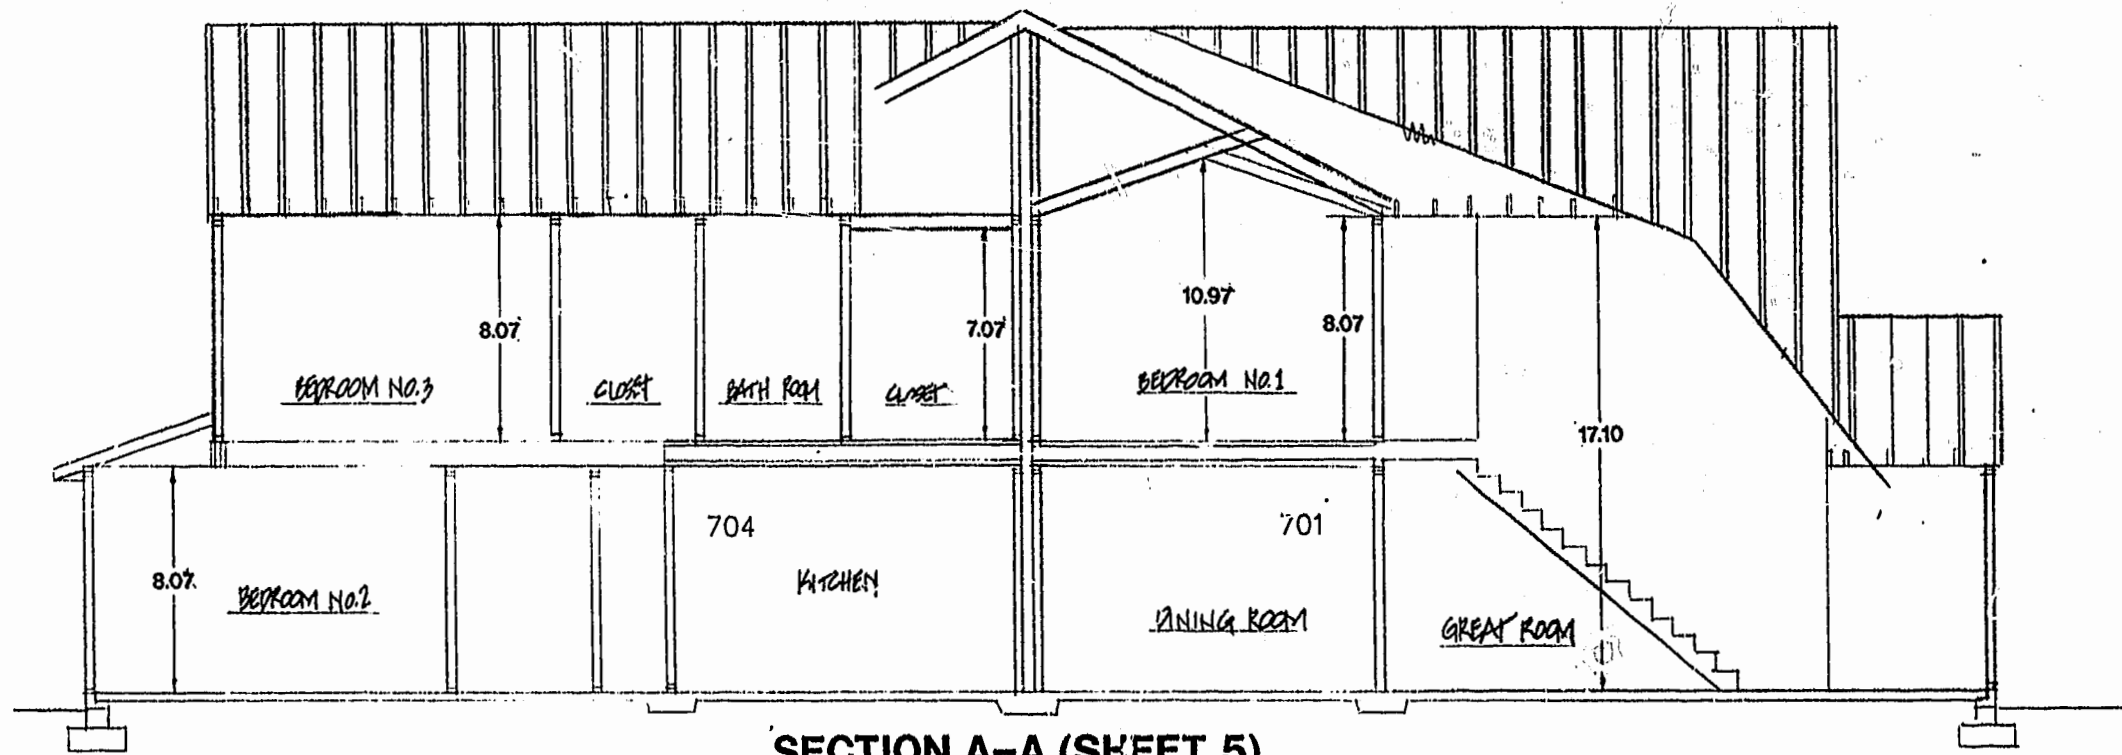 10.97
8.07
7.07
8.07
BEDROOM NO.3
CLOSET
BATH ROOM
CLOSET
BEDROOM NO.1
17.10
704
701
8.07
BEDROOM NO.2
KITCHEN
DINING ROOM
GREAT ROOM
SECTION A-A (SHEET 5)